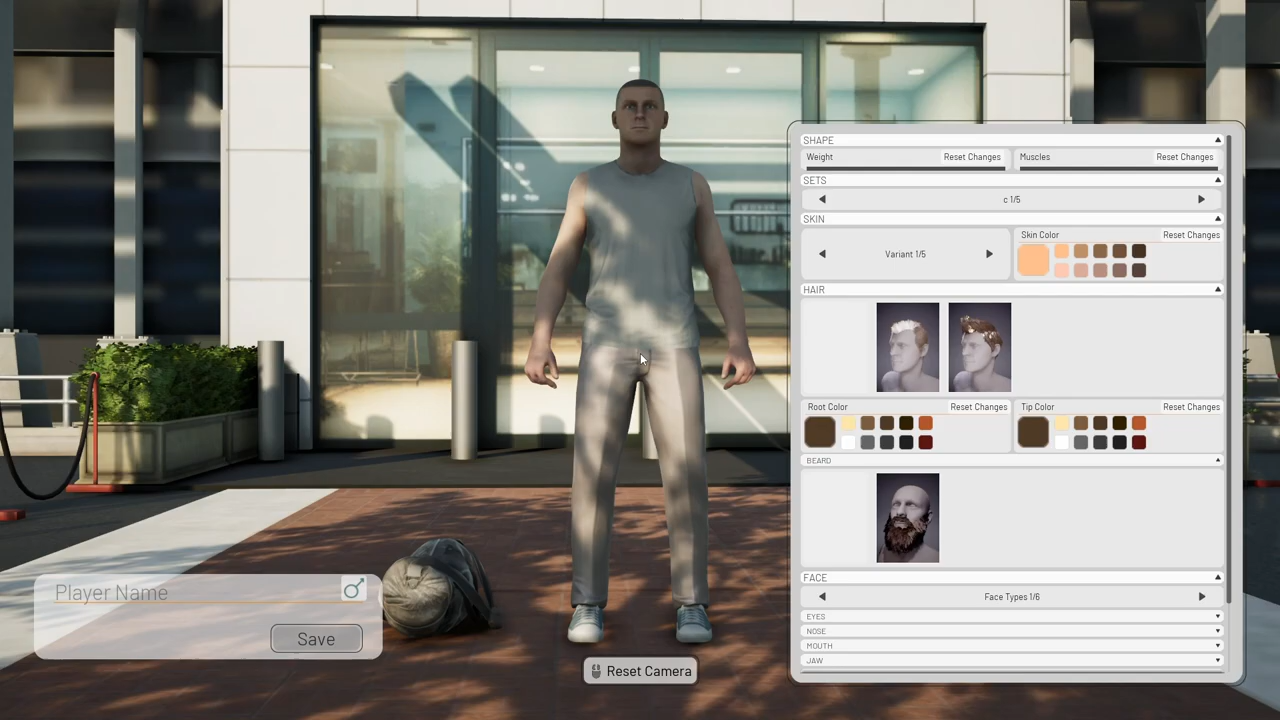 SHAPE
Weight Reset Changes Muscles Reset Changes
SETS
c 1/5
SKIN
Variant 1/5
Skin Color Reset Changes
HAIR
Root Color Reset Changes Tip Color Reset Changes
BEARD
FACE
Face Types 1/6
EYES
NOSE
MOUTH
JAW
Player Name
Save
Reset Camera